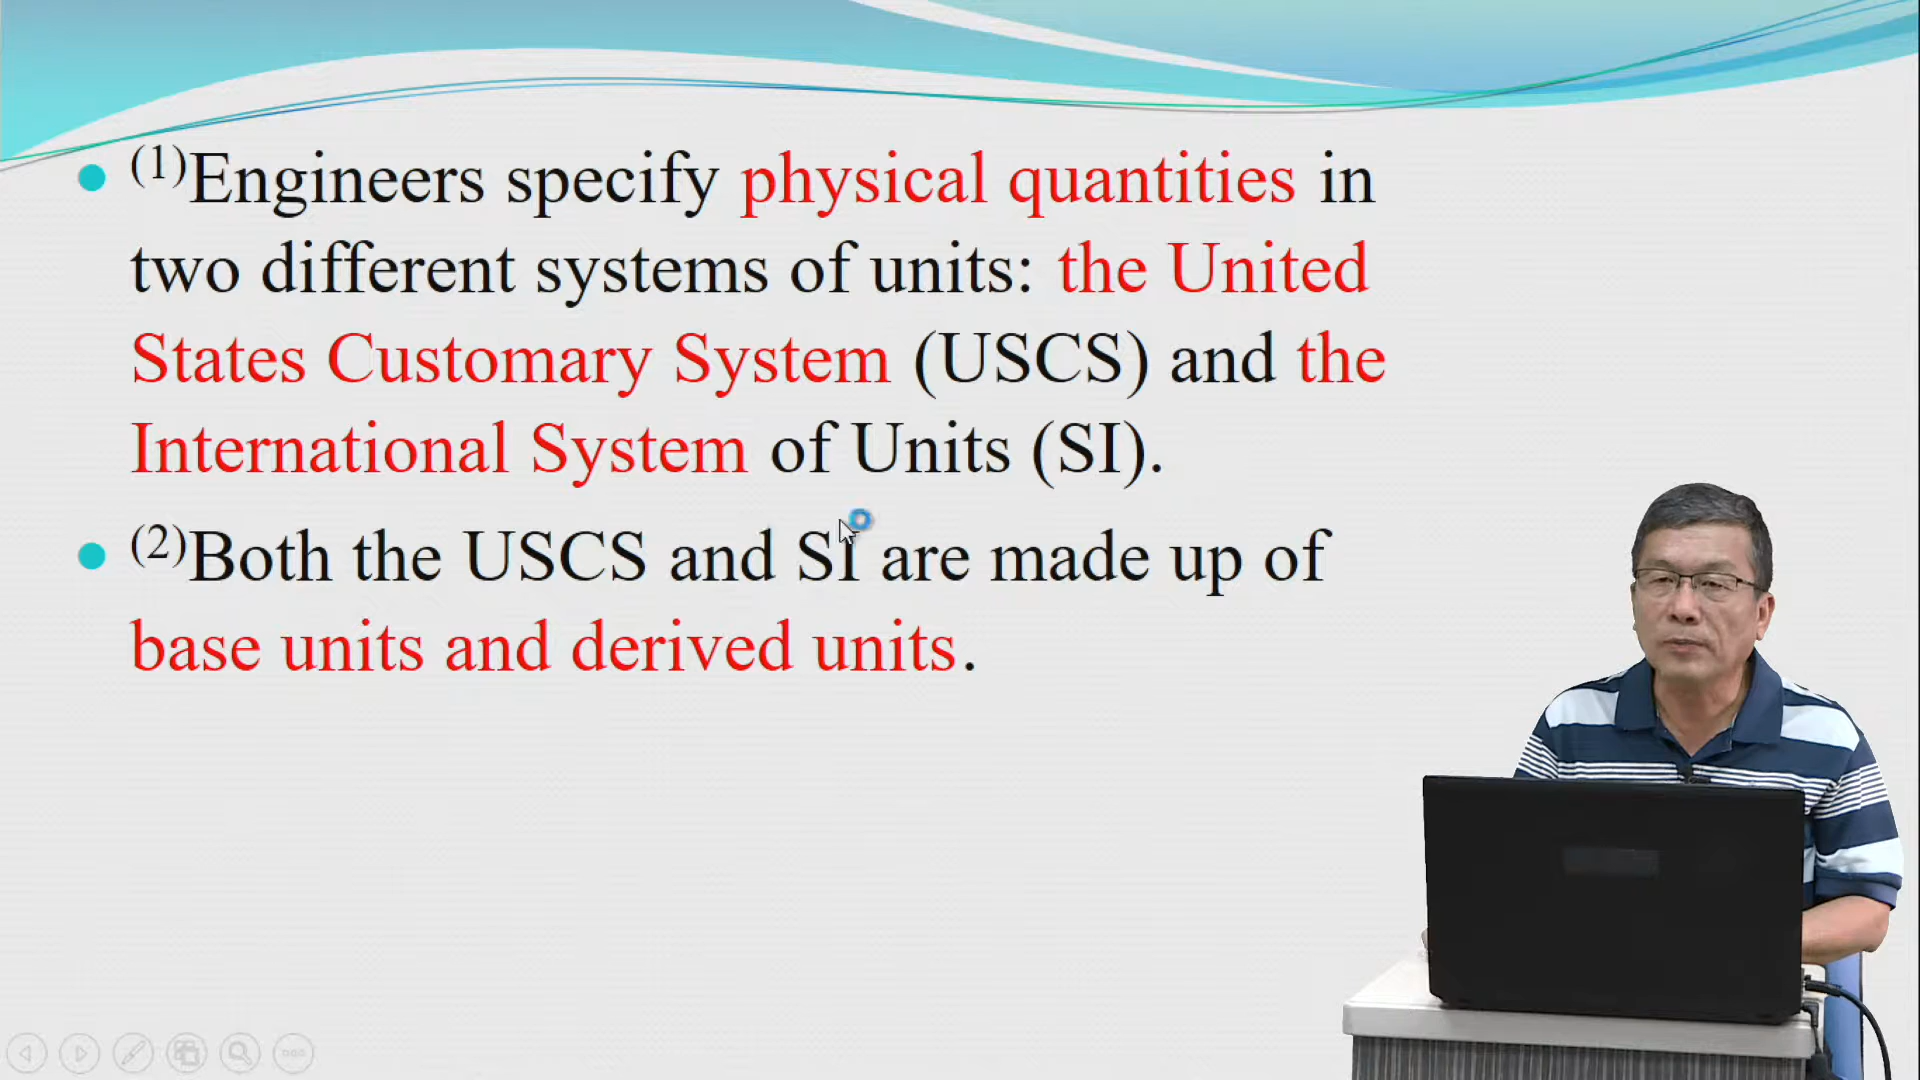 (1)Engineers specify physical quantities in
two different systems of units: the United
States Customary System (USCS) and the
International System of Units (SI).
(2)Both the USCS and SI are made up of
base units and derived units.